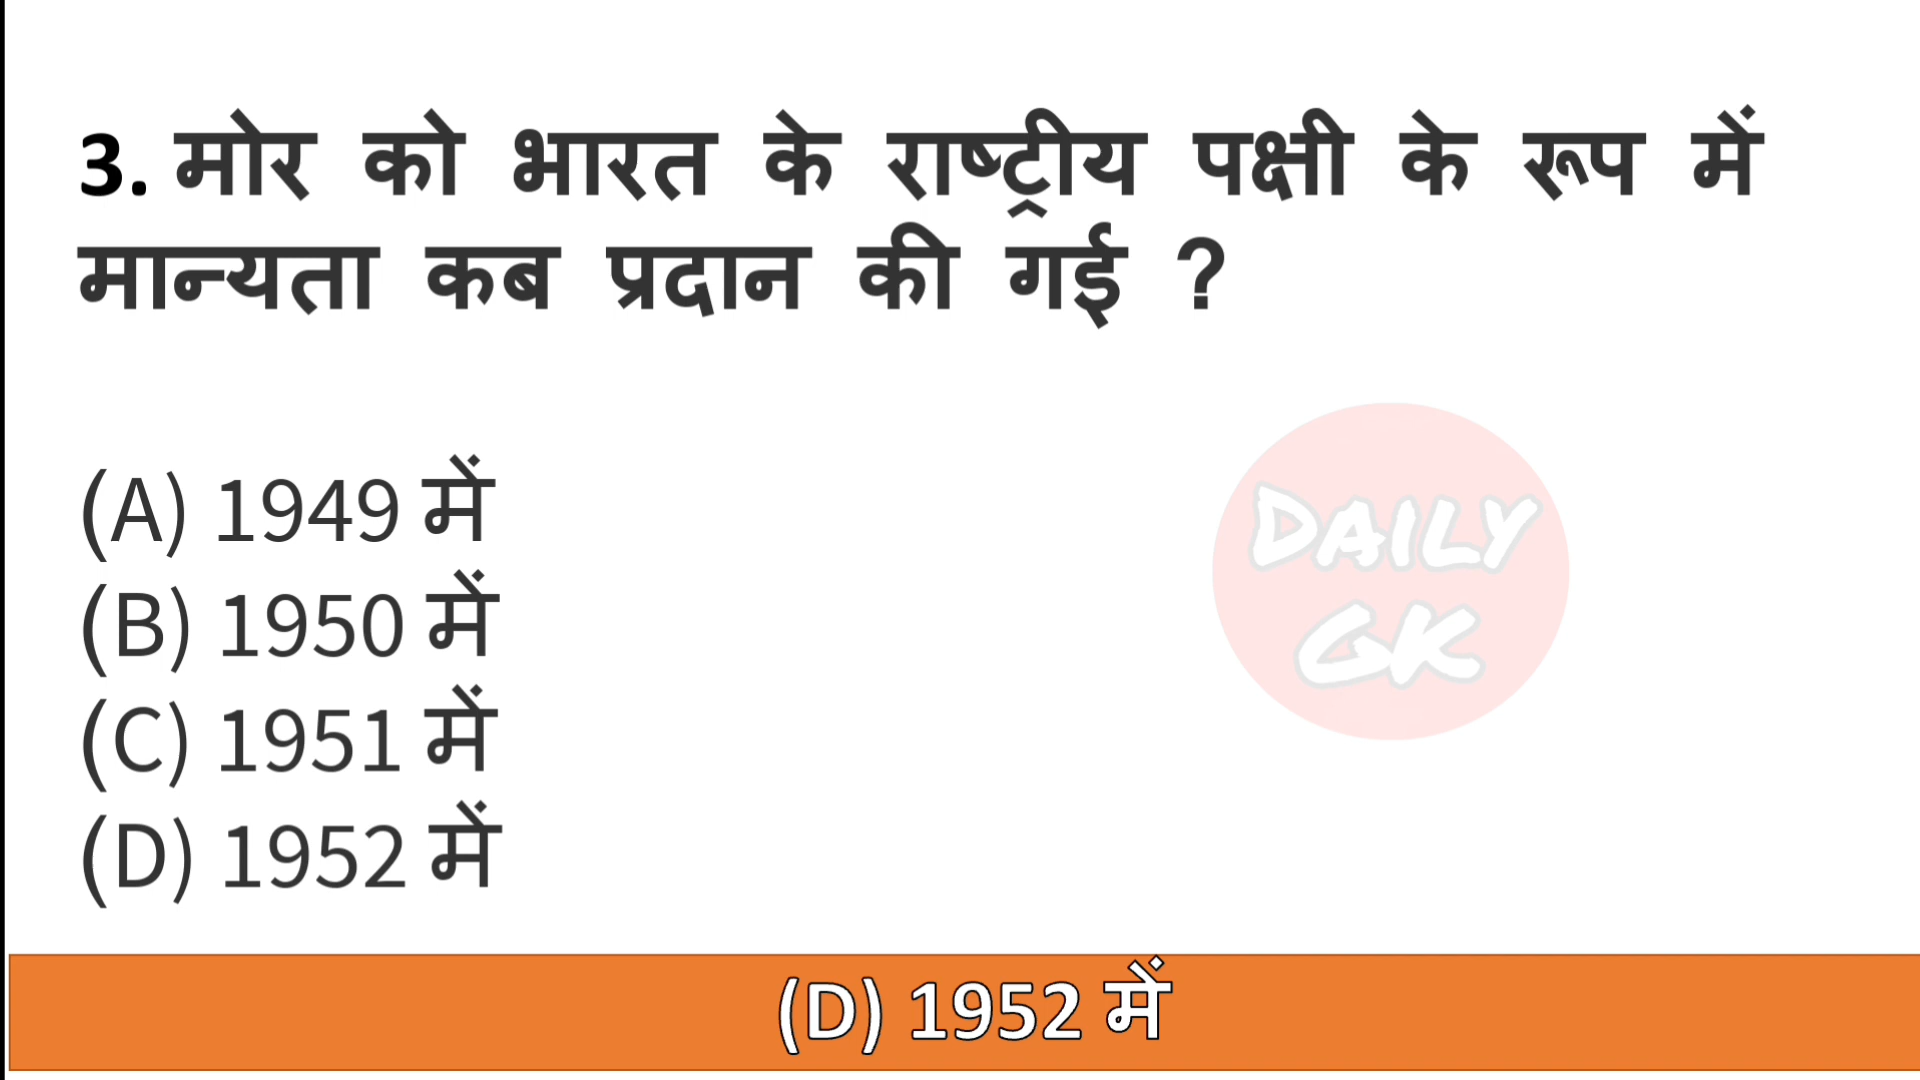 3. मोर को भारत के राष्ट्रीय पक्षी के रूप में
मान्यता कब प्रदान की गई ?
(A) 1949 में
(B) 1950 में
(C) 1951 में
(D) 1952 में
DAILY
GK
(D) 1952 में